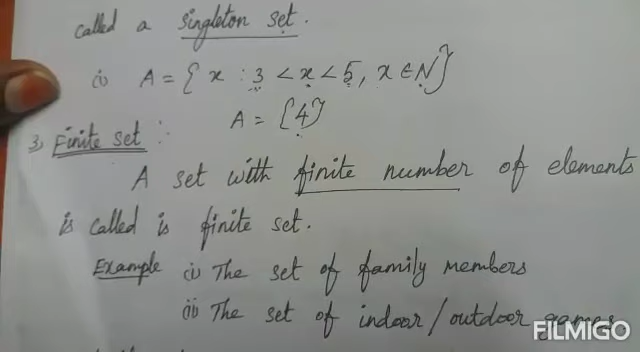 called a singleton set.
(i) A = { x : 3 < x < 5, x ∈ N }
A = {4}
3) Finite set :-
A set with finite number of elements
is called is finite set.
Example (i) The set of family members
(ii) The set of indoor/outdoor games
FILMIGO